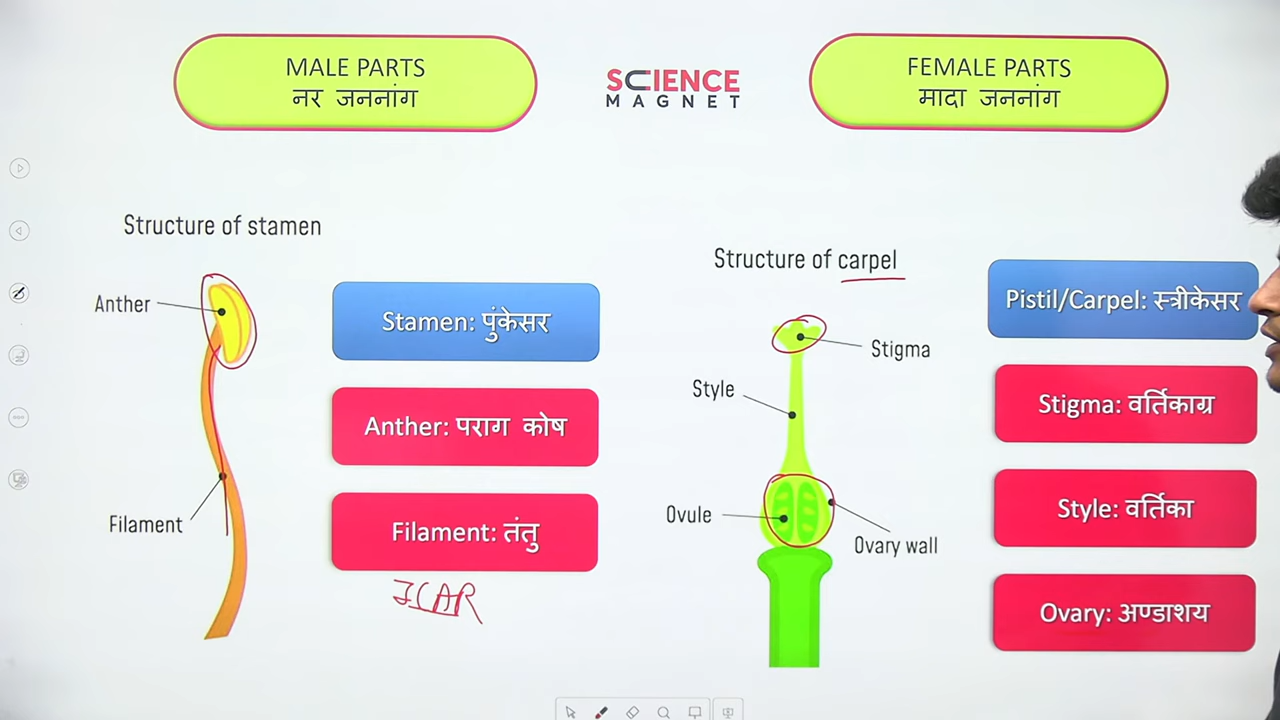 MALE PARTS
नर जननांग
SCIENCE
MAGNET
FEMALE PARTS
मादा जननांग
Structure of stamen
Anther
Filament
Stamen: पुंकेसर
Anther: पराग कोष
Filament: तंतु
ICAR
Structure of carpel
Stigma
Style
Ovule
Ovary wall
Pistil/Carpel: स्त्रीकेसर
Stigma: वर्तिकाग्र
Style: वर्तिका
Ovary: अण्डाशय